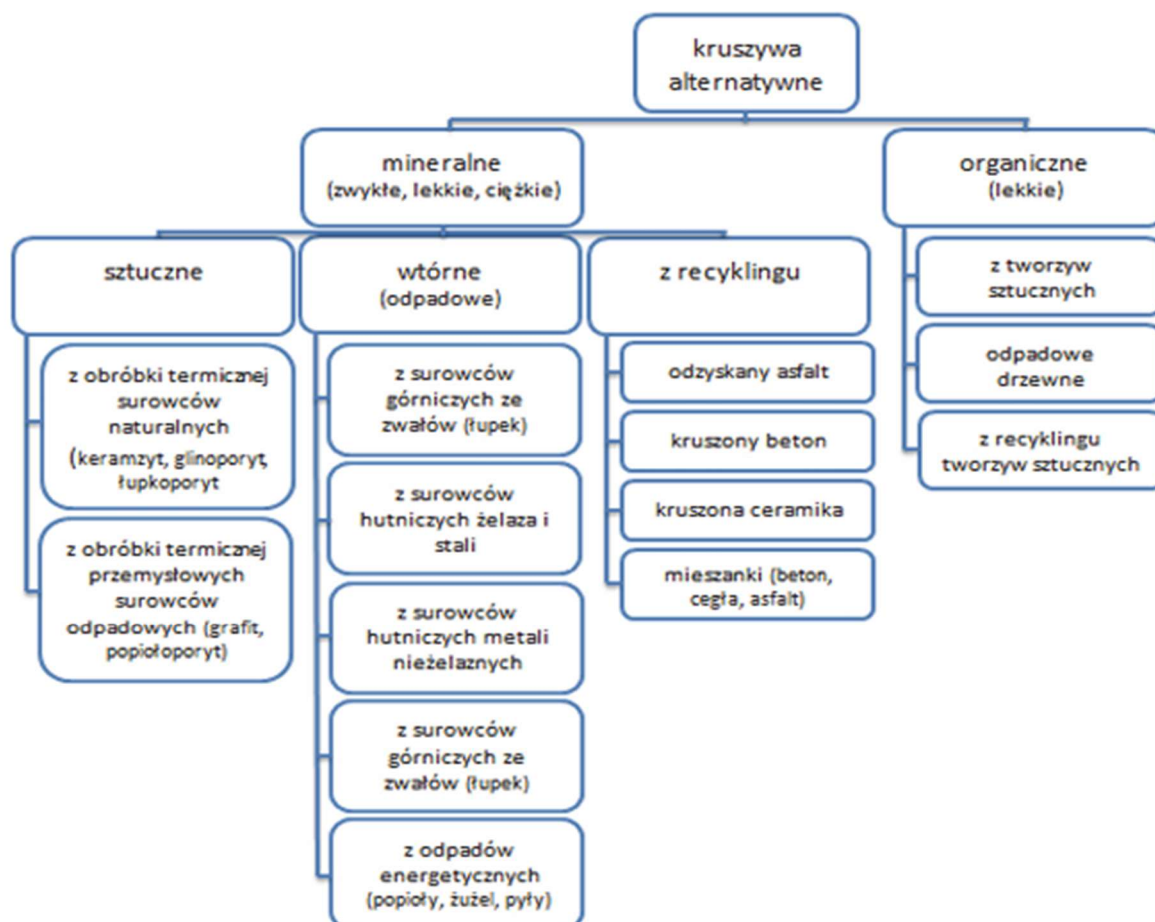 kruszywa
alternatywne
mineralne
(zwykłe, lekkie, ciężkie)
organiczne
(lekkie)
sztuczne
wtórne
(odpadowe)
z recyklingu
z obróbki termicznej
surowców
naturalnych
(keramzyt, glinoporyt,
łupkoporyt
z obróbki termicznej
przemysłowych
surowców
odpadowych (grafit,
popiołoporyt)
z surowców
górniczych ze
zwałów (łupek)
z surowców
hutniczych żelaza i
stali
z surowców
hutniczych metali
nieżelaznych
z surowców
górniczych ze
zwałów (łupek)
z odpadów
energetycznych
(popioły, żużel, pyły)
odzyskany asfalt
kruszony beton
kruszona ceramika
mieszanki (beton,
cegła, asfalt)
z tworzyw
sztucznych
odpadowe
drzewne
z recyklingu
tworzyw sztucznych